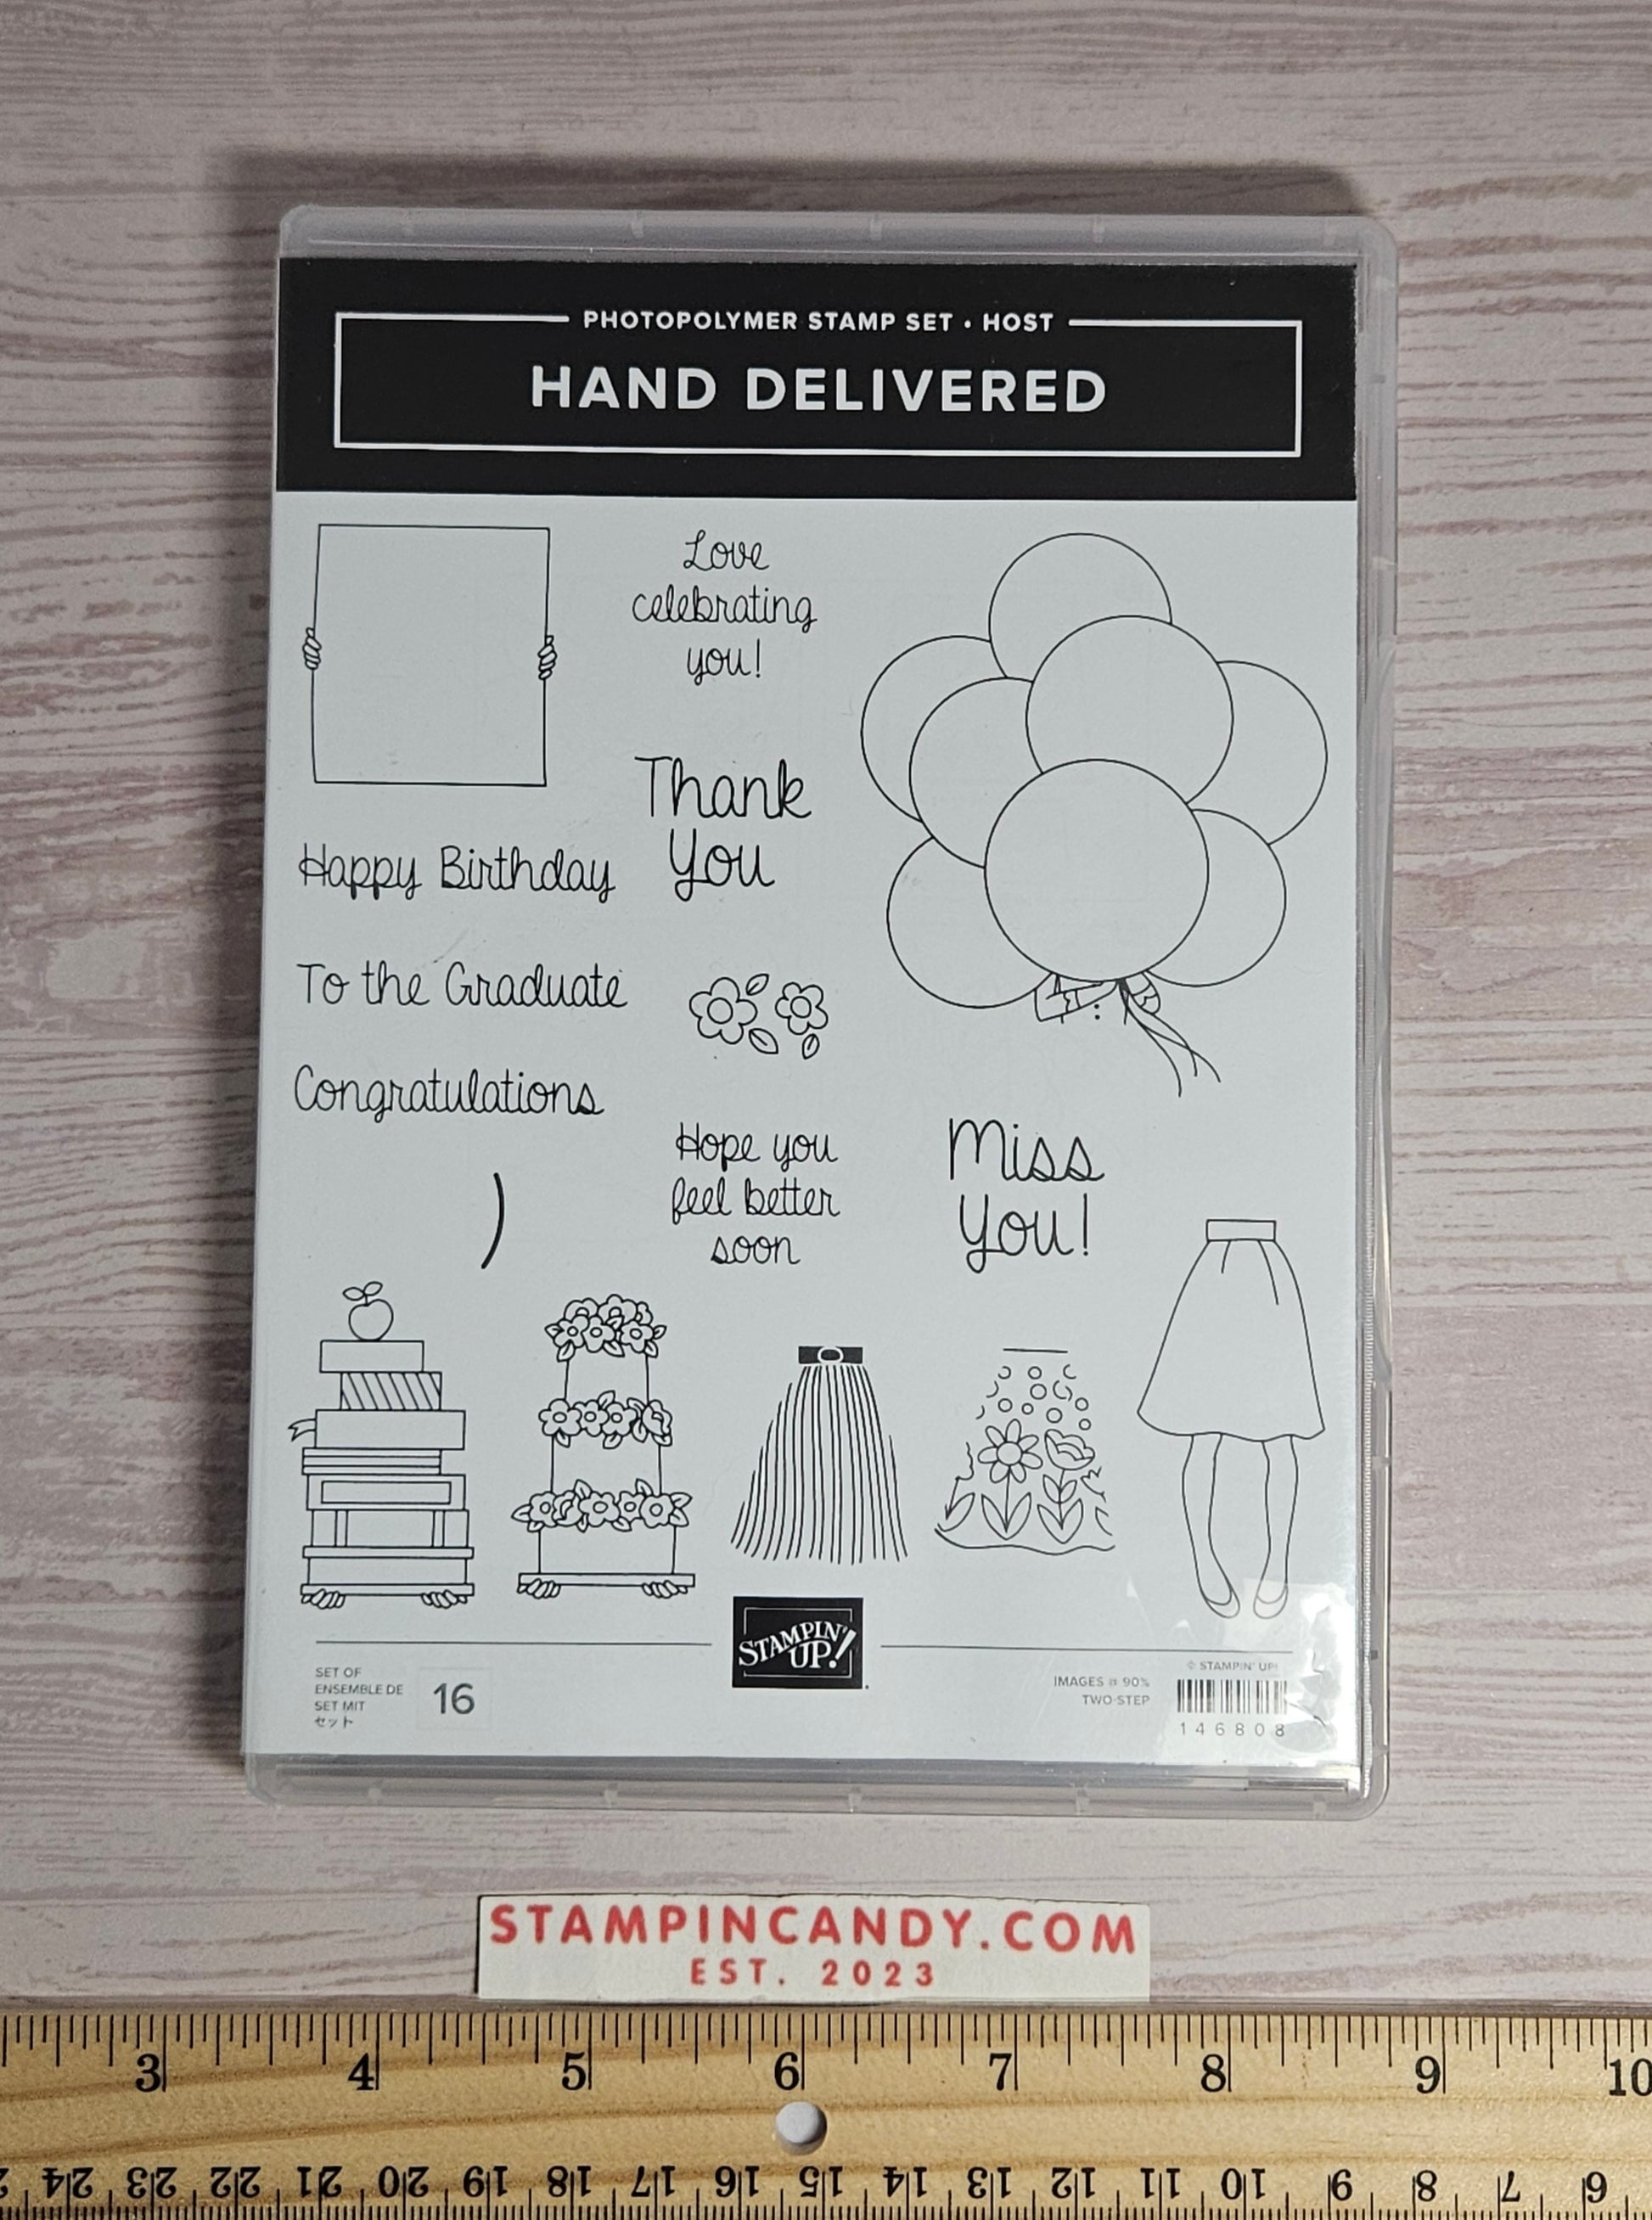 PHOTOPOLYMER STAMP SET • HOST
HAND DELIVERED
Love
celebrating
you!
Thank
You
Happy Birthday
To the Graduate
Congratulations
Hope you
feel better
soon
Miss
You!
STAMPIN'
UP!
SET OF
ENSEMBLE DE
SET MIT
セット
16
IMAGES @ 90%
TWO-STEP
© STAMPIN' UP!
146808
STAMPINCANDY.COM
EST. 2023
3 4 5 6 7 8 9 10
24 23 22 21 20 19 18 17 16 15 14 13 12 11 10 9 8 7 6